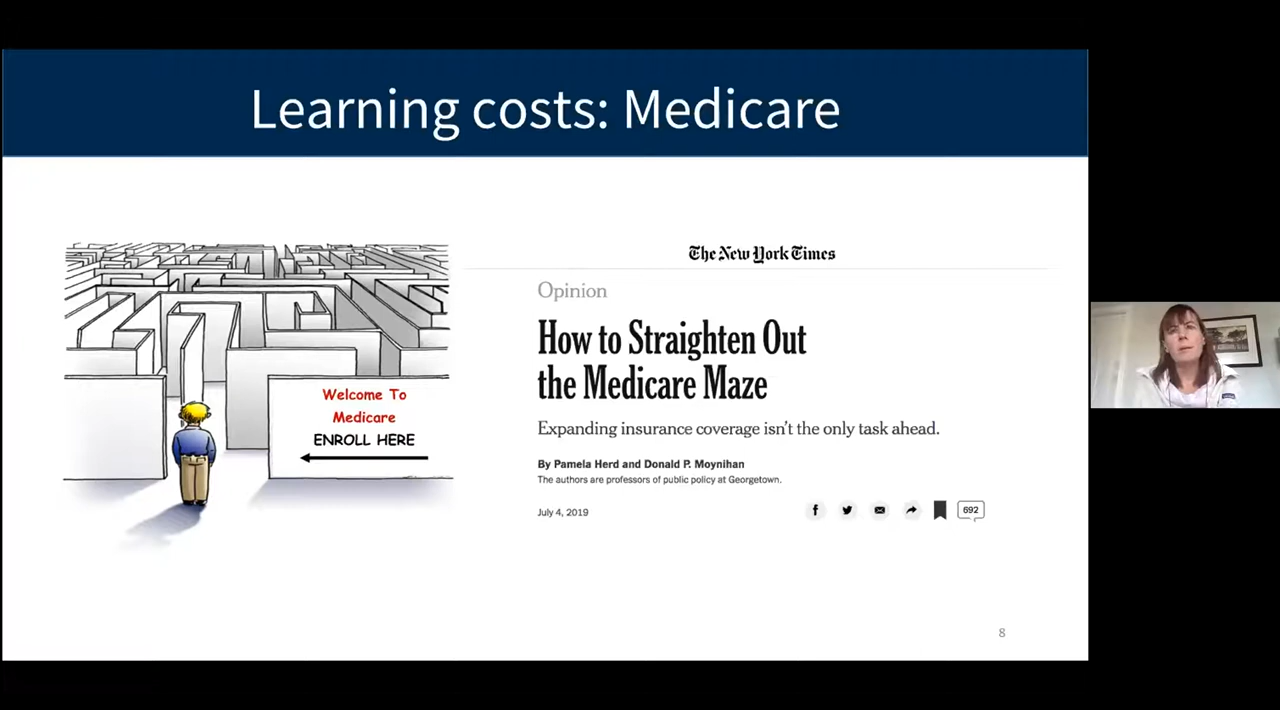 Learning costs: Medicare
Welcome To
Medicare
ENROLL HERE
The New York Times
Opinion
How to Straighten Out
the Medicare Maze
Expanding insurance coverage isn't the only task ahead.
By Pamela Herd and Donald P. Moynihan
The authors are professors of public policy at Georgetown.
July 4, 2019
692
8